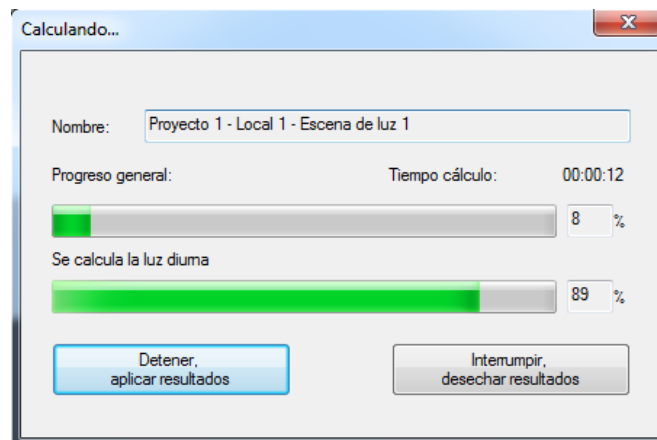 Calculando...
Nombre: Proyecto 1 - Local 1 - Escena de luz 1
Progreso general: Tiempo cálculo: 00:00:12
8 %
Se calcula la luz diurna
89 %
Detener,
aplicar resultados
Interrumpir,
desechar resultados